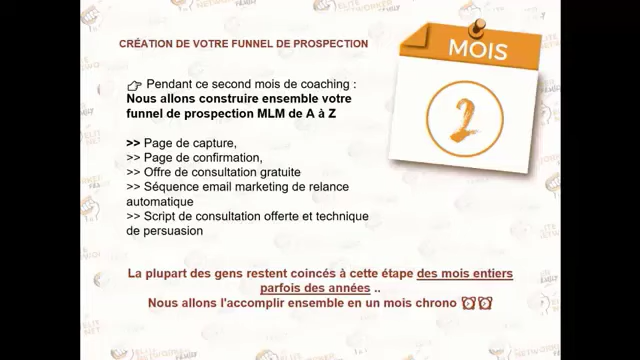 CRÉATION DE VOTRE FUNNEL DE PROSPECTION
MOIS
2
👉 Pendant ce second mois de coaching :
Nous allons construire ensemble votre
funnel de prospection MLM de A à Z
>> Page de capture,
>> Page de confirmation,
>> Offre de consultation gratuite
>> Séquence email marketing de relance
automatique
>> Script de consultation offerte et technique
de persuasion
La plupart des gens restent coincés à cette étape des mois entiers
parfois des années ..
Nous allons l'accomplir ensemble en un mois chrono ⏰⏰